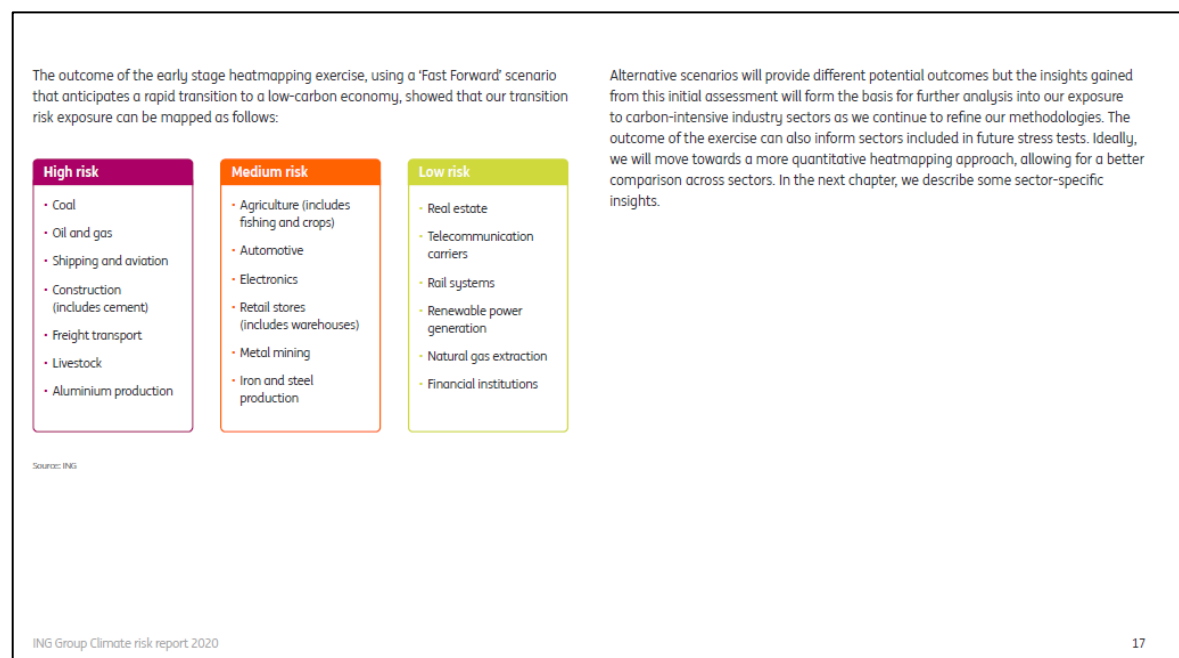 The outcome of the early stage heatmapping exercise, using a ‘Fast Forward’ scenario
that anticipates a rapid transition to a low-carbon economy, showed that our transition
risk exposure can be mapped as follows:
High risk
• Coal
• Oil and gas
• Shipping and aviation
• Construction
(includes cement)
• Freight transport
• Livestock
• Aluminium production
Medium risk
• Agriculture (includes
fishing and crops)
• Automotive
• Electronics
• Retail stores
(includes warehouses)
• Metal mining
• Iron and steel
production
Low risk
• Real estate
• Telecommunication
carriers
• Rail systems
• Renewable power
generation
• Natural gas extraction
• Financial institutions
Source: ING
Alternative scenarios will provide different potential outcomes but the insights gained
from this initial assessment will form the basis for further analysis into our exposure
to carbon-intensive industry sectors as we continue to refine our methodologies. The
outcome of the exercise can also inform sectors included in future stress tests. Ideally,
we will move towards a more quantitative heatmapping approach, allowing for a better
comparison across sectors. In the next chapter, we describe some sector-specific
insights.
ING Group Climate risk report 2020
17